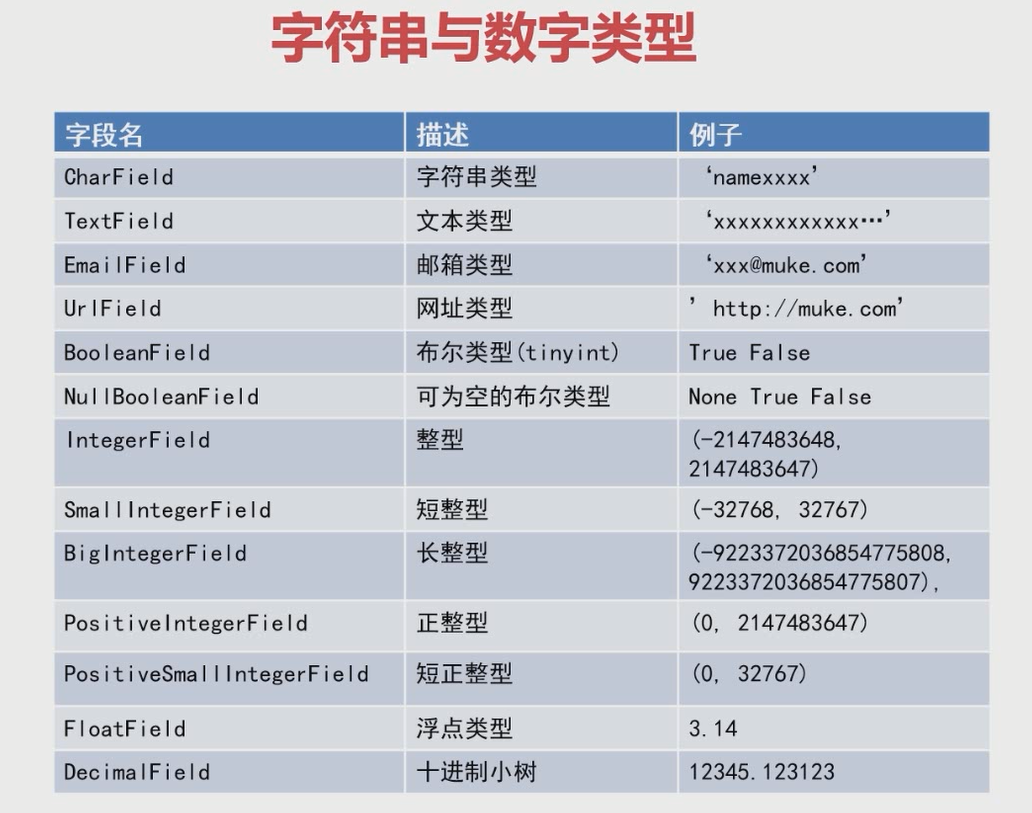 字符串与数字类型
字段名 描述 例子
CharField 字符串类型 ‘namexxxx’
TextField 文本类型 ‘xxxxxxxxxxxx…’
EmailField 邮箱类型 ‘xxx@muke.com’
UrlField 网址类型 ’http://muke.com’
BooleanField 布尔类型(tinyint) True False
NullBooleanField 可为空的布尔类型 None True False
IntegerField 整型 (-2147483648,
2147483647)
SmallIntegerField 短整型 (-32768, 32767)
BigIntegerField 长整型 (-9223372036854775808,
9223372036854775807),
PositiveIntegerField 正整型 (0, 2147483647)
PositiveSmallIntegerField 短正整型 (0, 32767)
FloatField 浮点类型 3.14
DecimalField 十进制小树 12345.123123